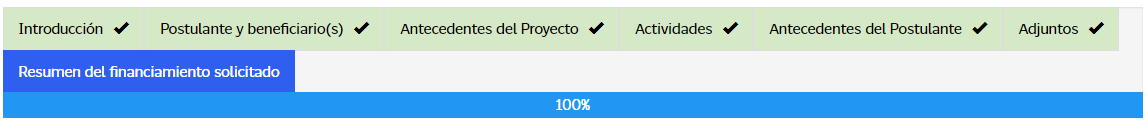 Introducción ✔ Postulante y beneficiario(s) ✔ Antecedentes del Proyecto ✔ Actividades ✔ Antecedentes del Postulante ✔ Adjuntos ✔
Resumen del financiamiento solicitado
100%